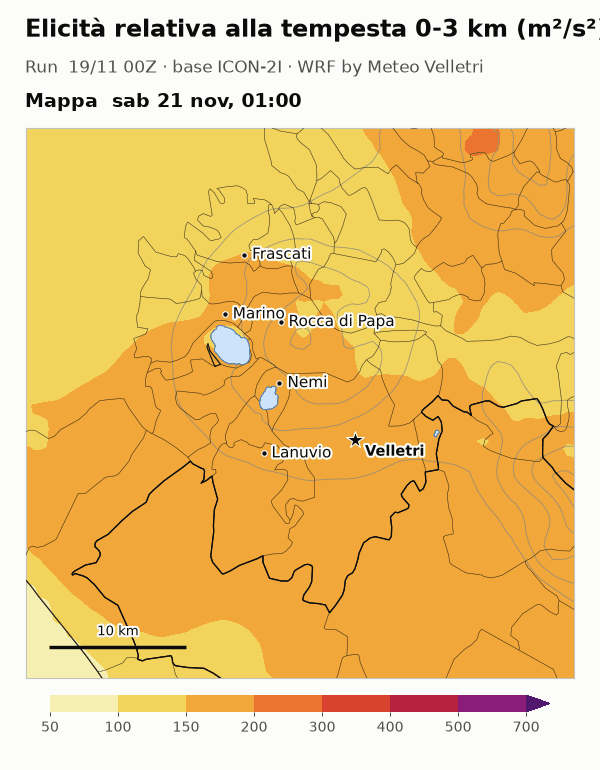 Elicità relativa alla tempesta 0-3 km (m²/s²)
Run  19/11 00Z · base ICON-2I · WRF by Meteo Velletri
Mappa  sab 21 nov, 01:00
Frascati
Marino
Rocca di Papa
Nemi
Velletri
Lanuvio
10 km
50 100 150 200 300 400 500 700